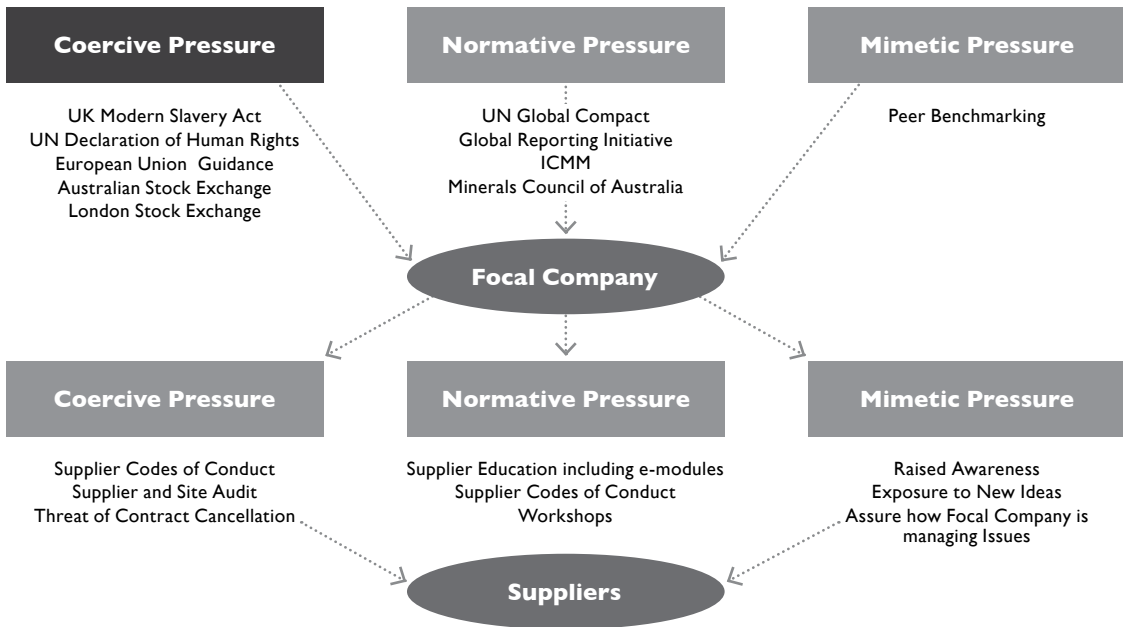 Coercive Pressure
Normative Pressure
Mimetic Pressure
UK Modern Slavery Act
UN Declaration of Human Rights
European Union Guidance
Australian Stock Exchange
London Stock Exchange
UN Global Compact
Global Reporting Initiative
ICMM
Minerals Council of Australia
Peer Benchmarking
Focal Company
Coercive Pressure
Normative Pressure
Mimetic Pressure
Supplier Codes of Conduct
Supplier and Site Audit
Threat of Contract Cancellation
Supplier Education including e-modules
Supplier Codes of Conduct
Workshops
Raised Awareness
Exposure to New Ideas
Assure how Focal Company is
managing Issues
Suppliers